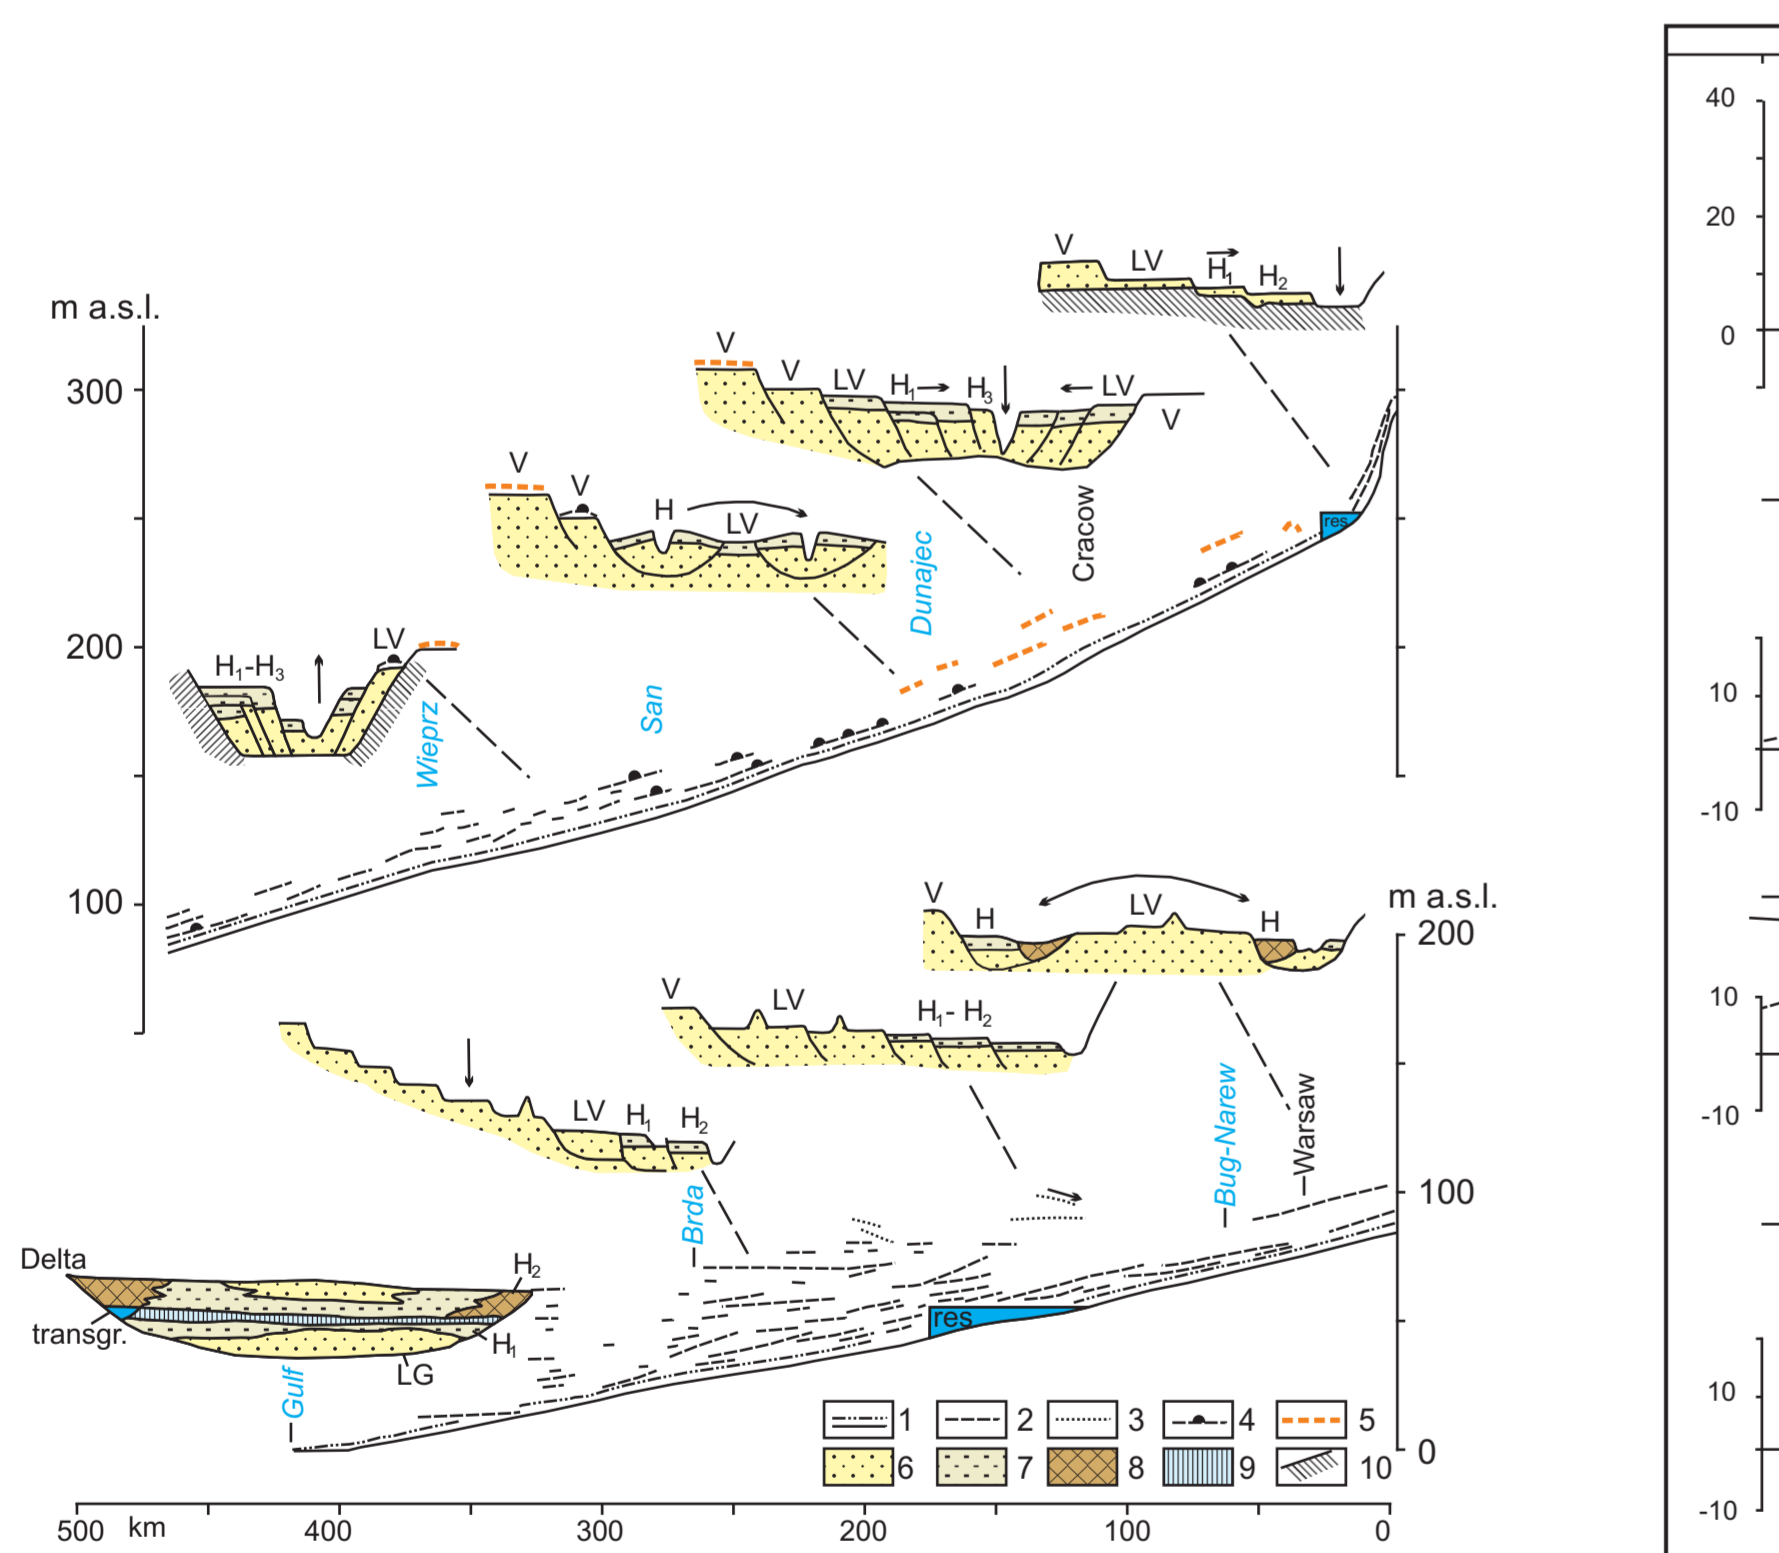 m a.s.l.
300
200
100
V
LV
H1
H2
V
V
LV
H1
H3
LV
V
V
V
H
LV
H1-H3
LV
Wieprz
San
Dunajec
Cracow
res
m a.s.l.
200
100
0
V
H
LV
H
V
LV
H1- H2
LV
H1
H2
Brda
Bug-Narew
Warsaw
res
Delta
transgr.
H2
H1
LG
Gulf
1
2
3
4
5
6
7
8
9
10
500
km
400
300
200
100
0
40
20
0
10
-10
10
-10
10
-10